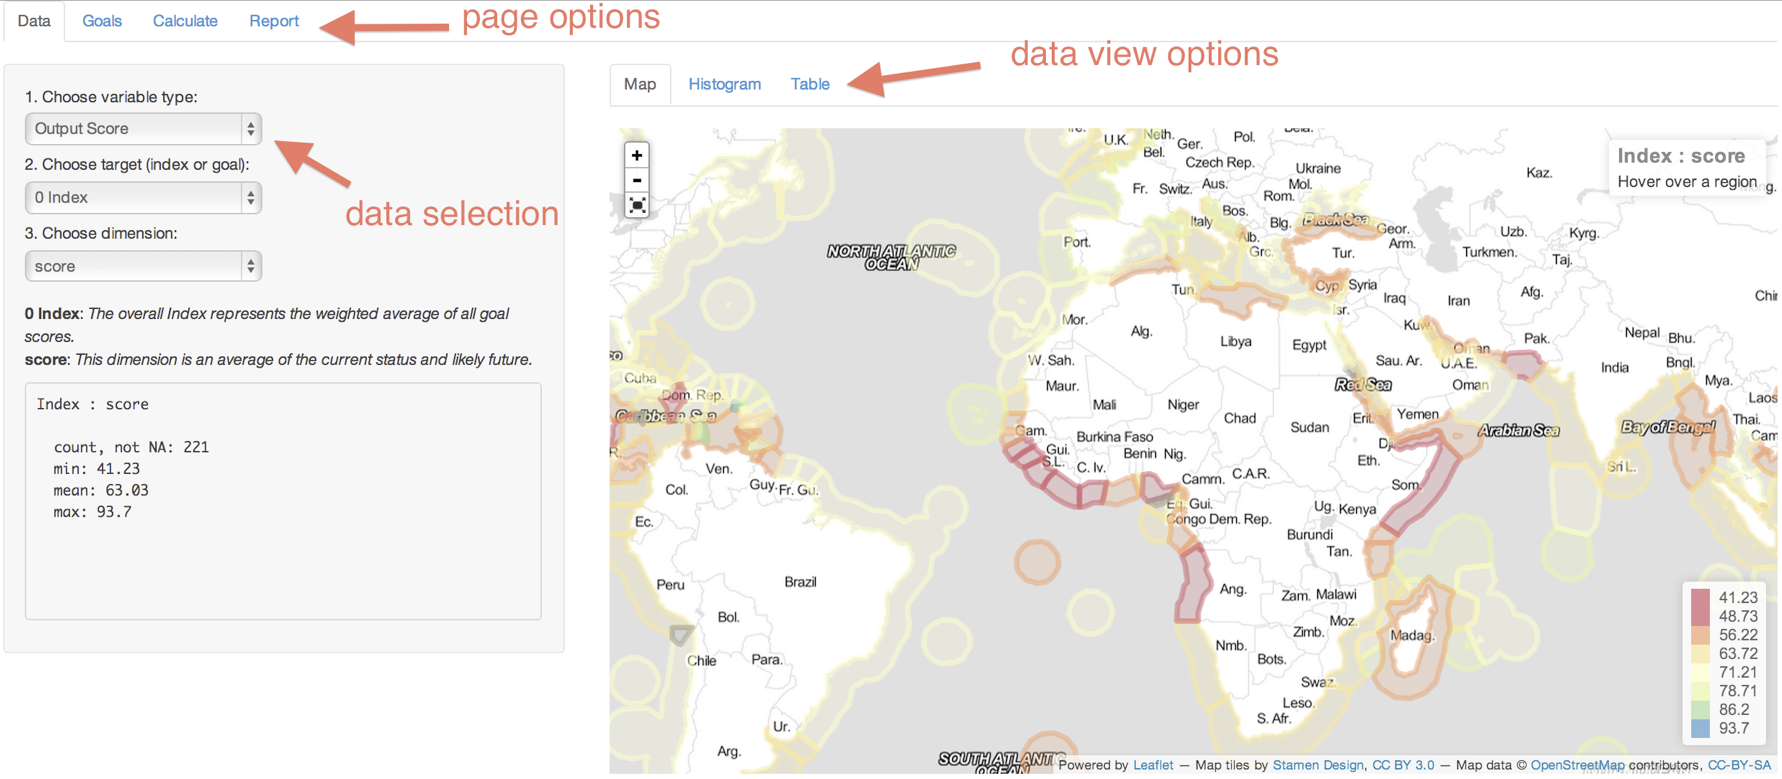 Data Goals Calculate Report
page options
data view options
1. Choose variable type:
Output Score
2. Choose target (index or goal):
0 Index
data selection
3. Choose dimension:
score
0 Index: The overall Index represents the weighted average of all goal
scores.
score: This dimension is an average of the current status and likely future.
Index : score
count, not NA: 221
min: 41.23
mean: 63.03
max: 93.7
Map Histogram Table
+
-
Index : score
Hover over a region
U.K.
Neth.
Ger.
Pol.
Bel.
Czech Rep.
Ukraine
Kaz.
Fr.
Switz.
Aus.
Mol.
Rom.
Italy
Bos.
Blg.
Black Sea
Geor.
Arm.
Uzb.
Kyrg.
Port.
Alb.
Grc.
Tur.
Turkmen.
Taj.
NORTH ATLANTIC
OCEAN
Tun.
Cyp.
Syria
Iraq
Iran
Afg.
Isr.
Mor.
Alg.
Libya
Egypt
Kuw.
Pak.
Nepal
Bhu.
W. Sah.
Sau. Ar.
Oman
U.A.E.
India
Bngl.
Cuba
Maur.
Red Sea
Oman
Mya.
Dom. Rep.
Mali
Niger
Chad
Laos
Caribbean Sea
Gam.
Sudan
Erit.
Yemen
Arabian Sea
Bay of Bengal
Thai.
Burkina Faso
Gui.
Benin
Nig.
Dji.
S.L.
C. Iv.
Eth.
Sri L.
Ven.
Camrn.
C.A.R.
Col.
Guy.
Fr. Gu.
Som.
Eq. Gui.
Ug.
Kenya
Ec.
Congo
Dem. Rep.
Burundi
Tan.
Peru
Brazil
Ang.
Zam.
Malawi
Bol.
Moz.
Zimb.
Madag.
Nmb.
Chile
Para.
Bots.
Swaz.
Leso.
S. Afr.
Ur.
Arg.
SOUTH ATLANTIC
OCEAN
41.23
48.73
56.22
63.72
71.21
78.71
86.2
93.7
Powered by Leaflet — Map tiles by Stamen Design, CC BY 3.0 — Map data © OpenStreetMap contributors, CC-BY-SA